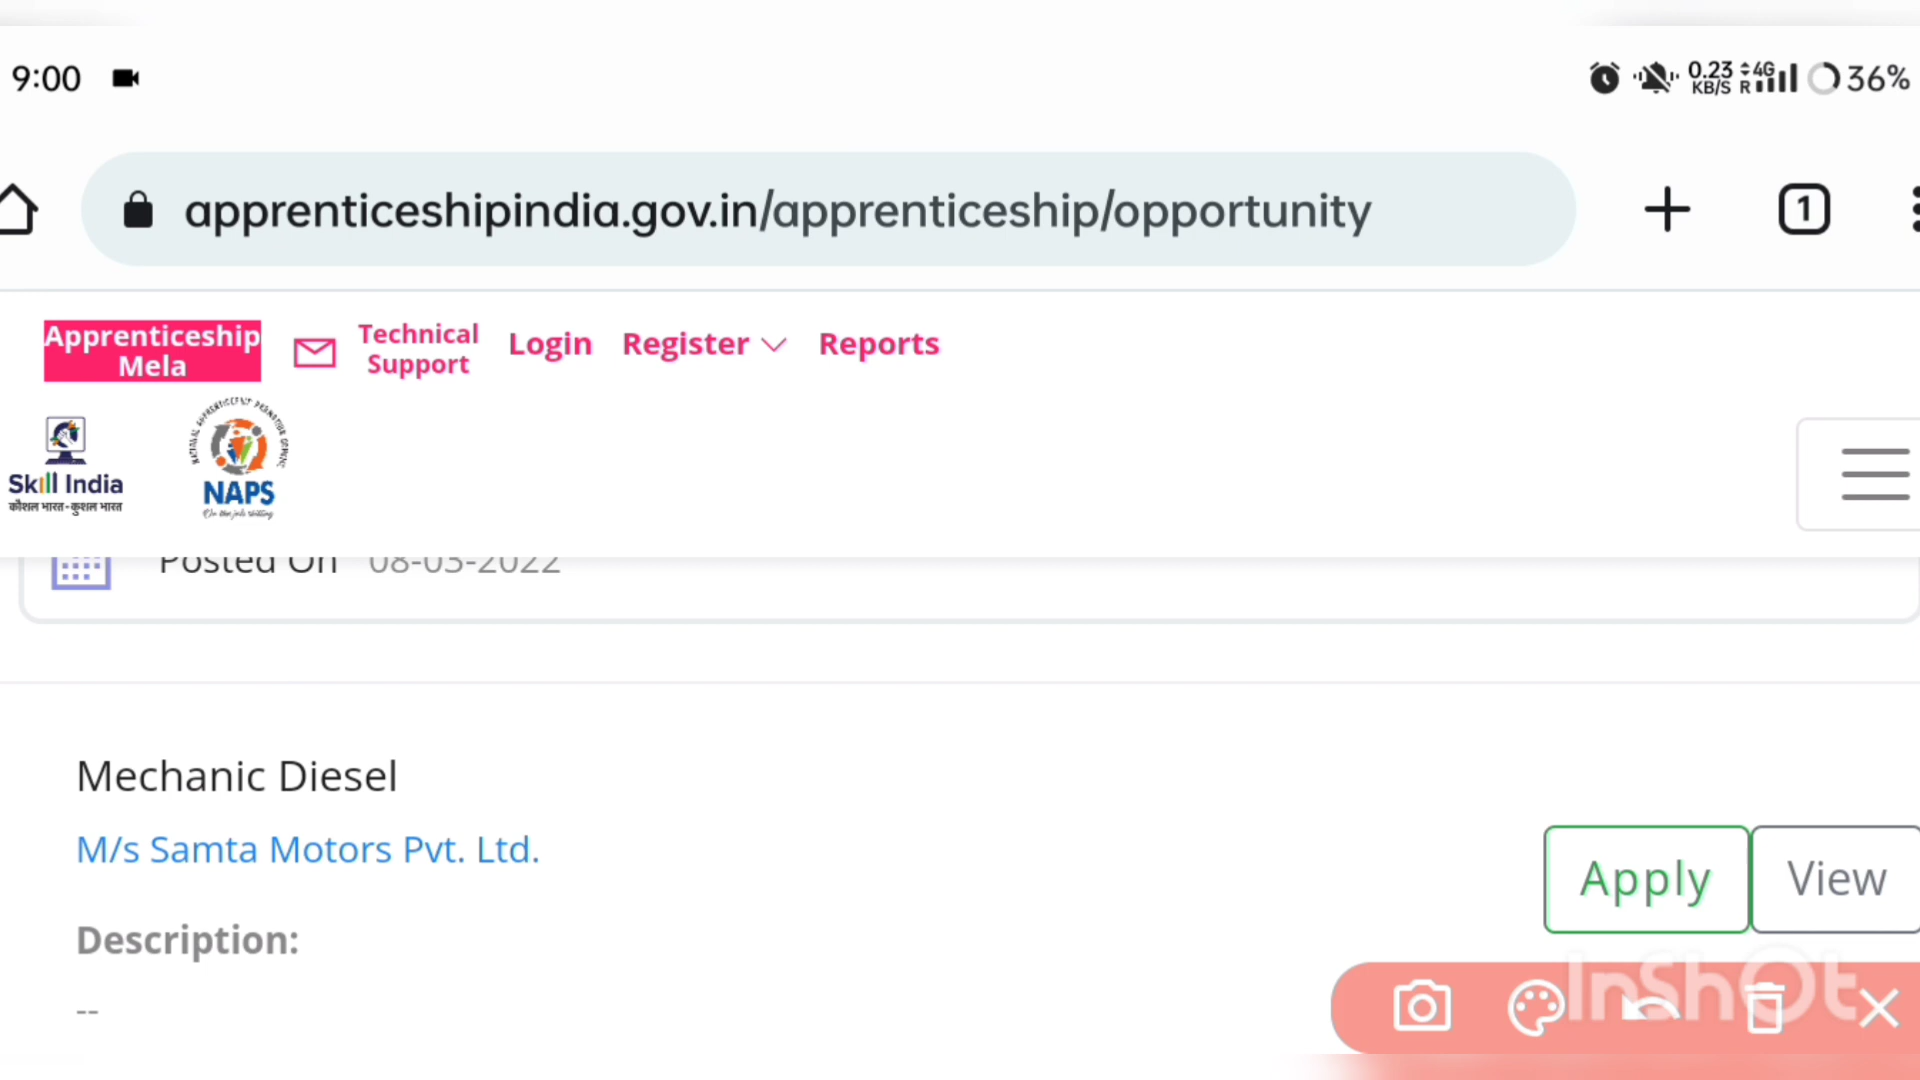 9:00
0.23 KB/S R 4G 36%
apprenticeshipindia.gov.in/apprenticeship/opportunity
1
Apprenticeship Mela
Technical Support
Login
Register
Reports
Skill India
कौशल भारत-कुशल भारत
NAPS
Posted On 08-03-2022
Mechanic Diesel
M/s Samta Motors Pvt. Ltd.
Apply
View
Description:
--
InShOt